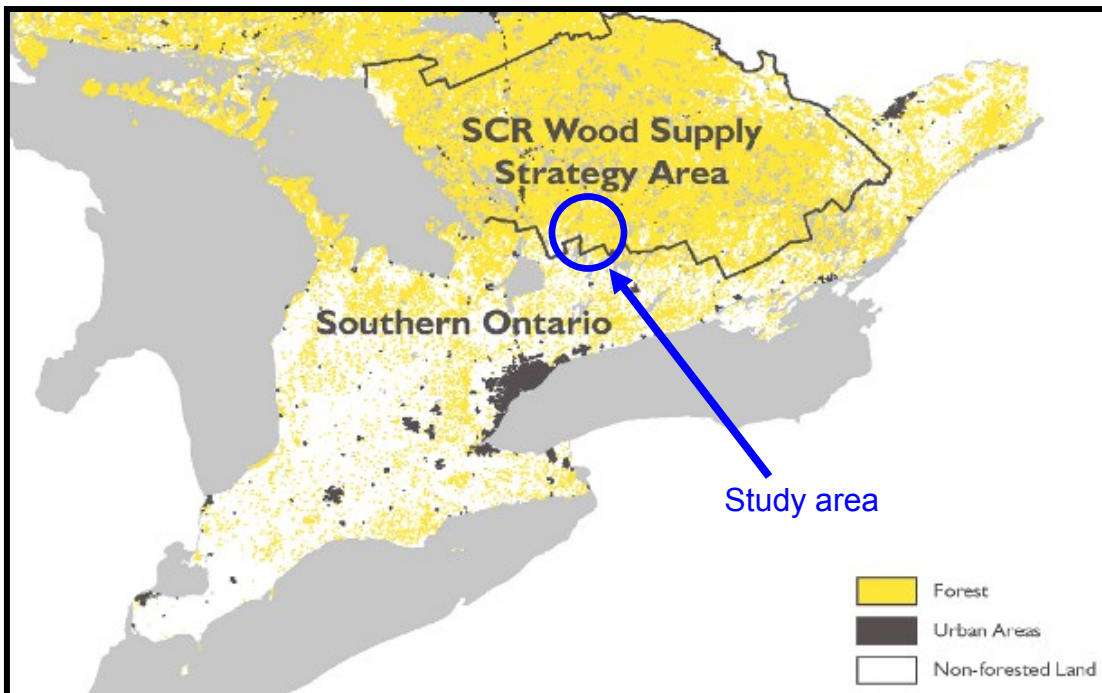 SCR Wood Supply
Strategy Area
Southern Ontario
Study area
Forest
Urban Areas
Non-forested Land